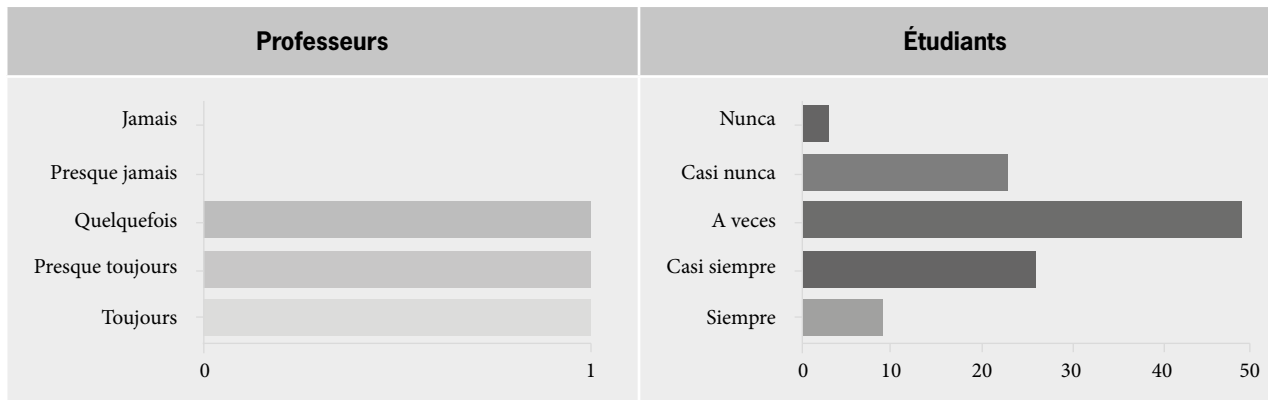 Professeurs
Jamais
Presque jamais
Quelquefois
Presque toujours
Toujours
0 1
Étudiants
Nunca
Casi nunca
A veces
Casi siempre
Siempre
0 10 20 30 40 50